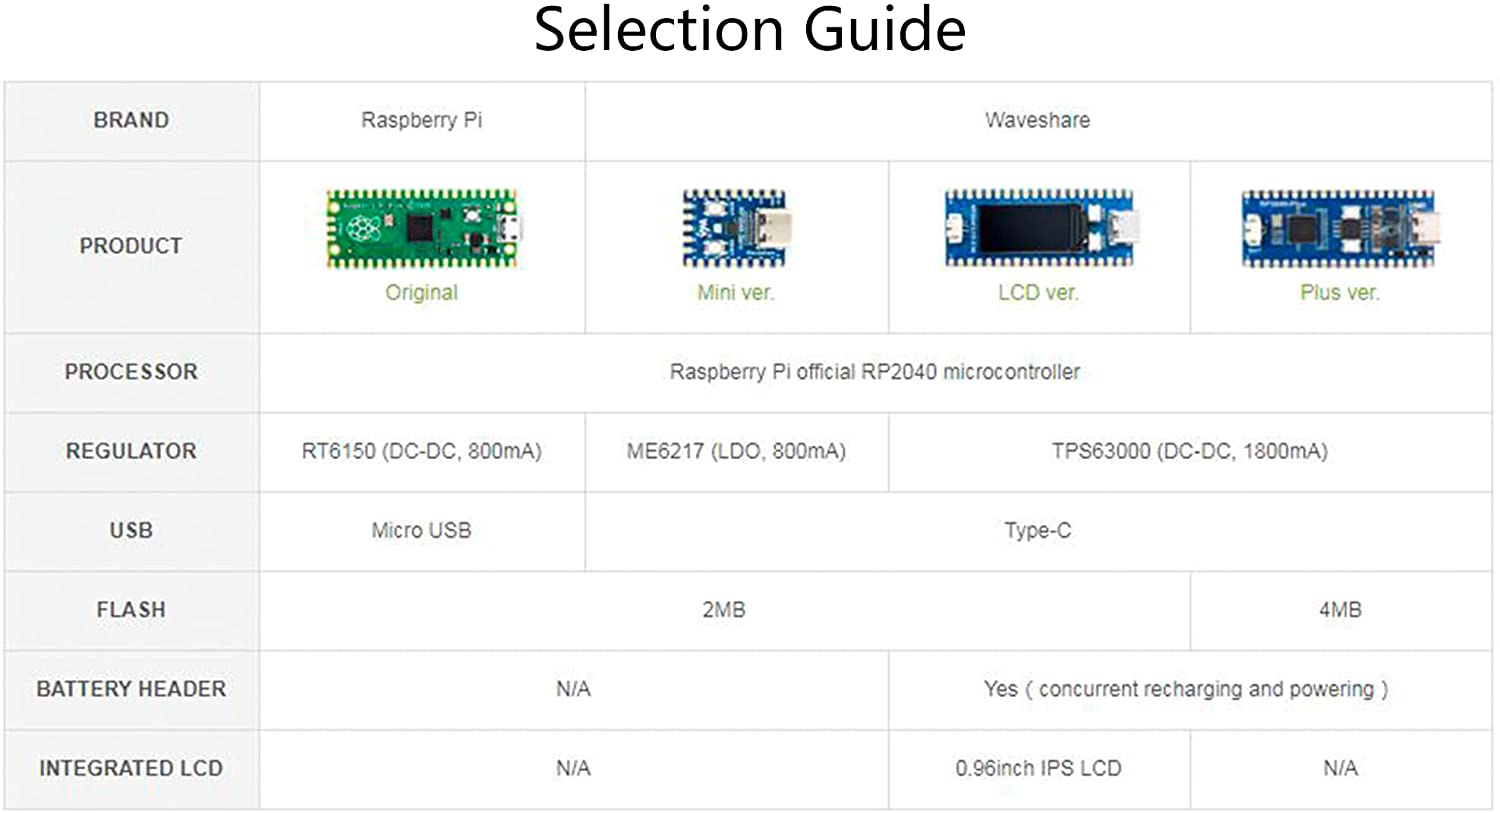 Selection Guide
BRAND Raspberry Pi Waveshare
PRODUCT
Original Mini ver. LCD ver. Plus ver.
PROCESSOR Raspberry Pi official RP2040 microcontroller
REGULATOR RT6150 (DC-DC, 800mA) ME6217 (LDO, 800mA) TPS63000 (DC-DC, 1800mA)
USB Micro USB Type-C
FLASH 2MB 4MB
BATTERY HEADER N/A Yes ( concurrent recharging and powering )
INTEGRATED LCD N/A 0.96inch IPS LCD N/A